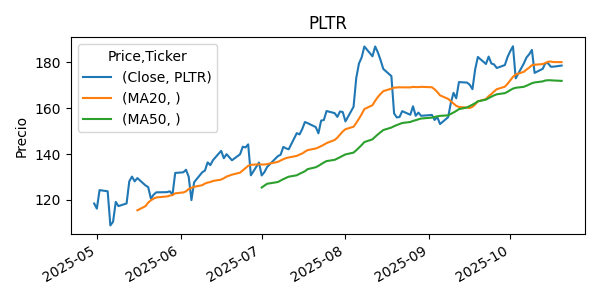 PLTR
Price,Ticker
(Close, PLTR)
(MA20, )
(MA50, )
Precio
180
160
140
120
2025-05
2025-06
2025-07
2025-08
2025-09
2025-10